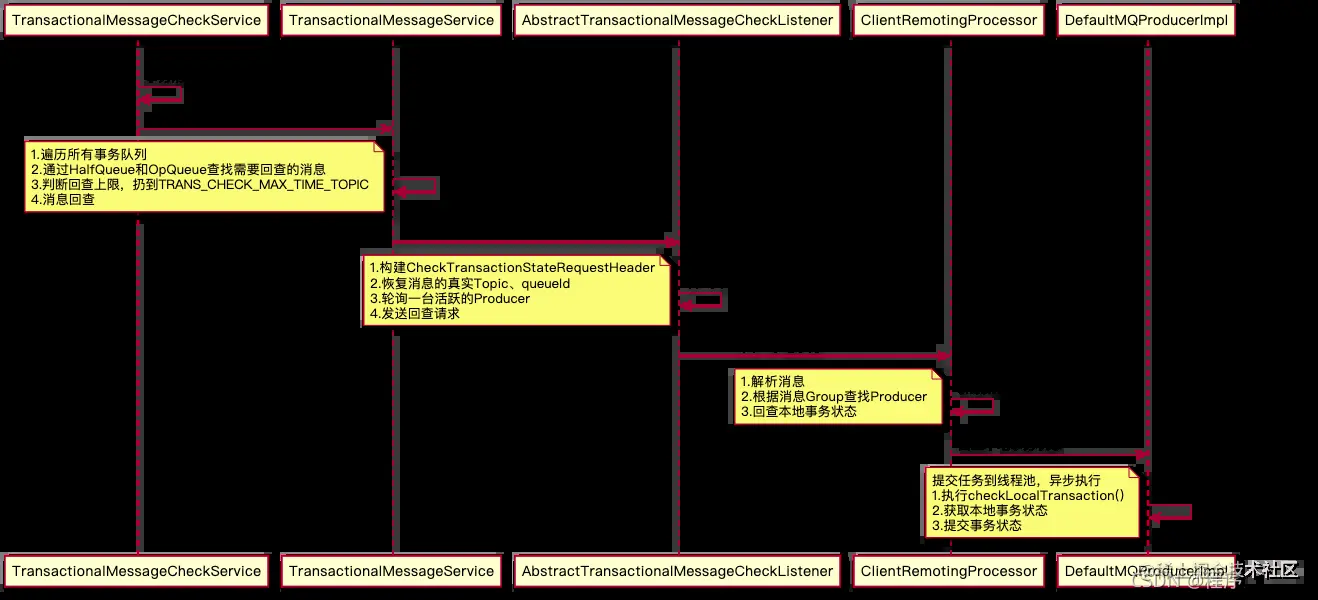 TransactionalMessageCheckService
TransactionalMessageService
AbstractTransactionalMessageCheckListener
ClientRemotingProcessor
DefaultMQProducerImpl
1.遍历所有事务队列
2.通过HalfQueue和OpQueue查找需要回查的消息
3.判断回查上限，扔到TRANS_CHECK_MAX_TIME_TOPIC
4.消息回查
1.构建CheckTransactionStateRequestHeader
2.恢复消息的真实Topic、queueId
3.轮询一台活跃的Producer
4.发送回查请求
1.解析消息
2.根据消息Group查找Producer
3.回查本地事务状态
提交任务到线程池，异步执行
1.执行checkLocalTransaction()
2.获取本地事务状态
3.提交事务状态
TransactionalMessageCheckService
TransactionalMessageService
AbstractTransactionalMessageCheckListener
ClientRemotingProcessor
DefaultMQProducerImpl
术社区
CSDN @程序